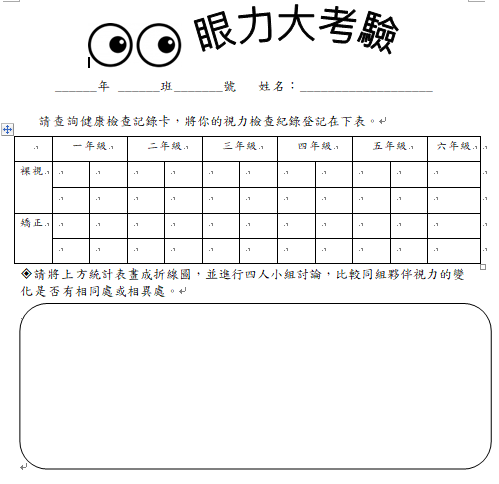 眼力大考驗
______年 ______班_______號 姓名：___________________
請查詢健康檢查記錄卡，將你的視力檢查紀錄登記在下表。
一年級 二年級 三年級 四年級 五年級 六年級
裸視
矯正
◈請將上方統計表畫成折線圖，並進行四人小組討論，比較同組夥伴視力的變
化是否有相同處或相異處。